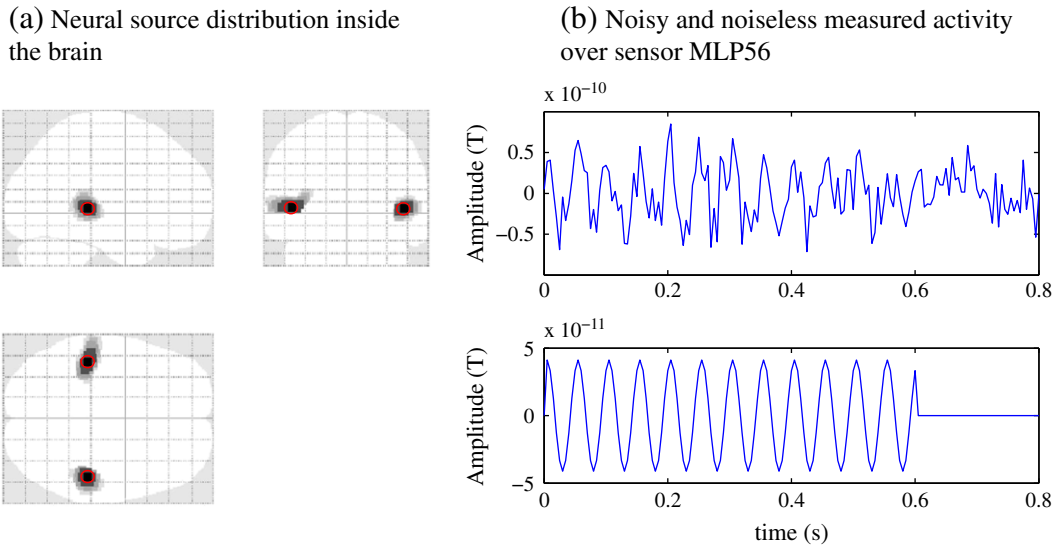 (a) Neural source distribution inside
the brain
(b) Noisy and noiseless measured activity
over sensor MLP56
x 10⁻¹⁰
Amplitude (T)
0.5
0
−0.5
0 0.2 0.4 0.6 0.8
x 10⁻¹¹
Amplitude (T)
5
0
−5
0 0.2 0.4 0.6 0.8
time (s)